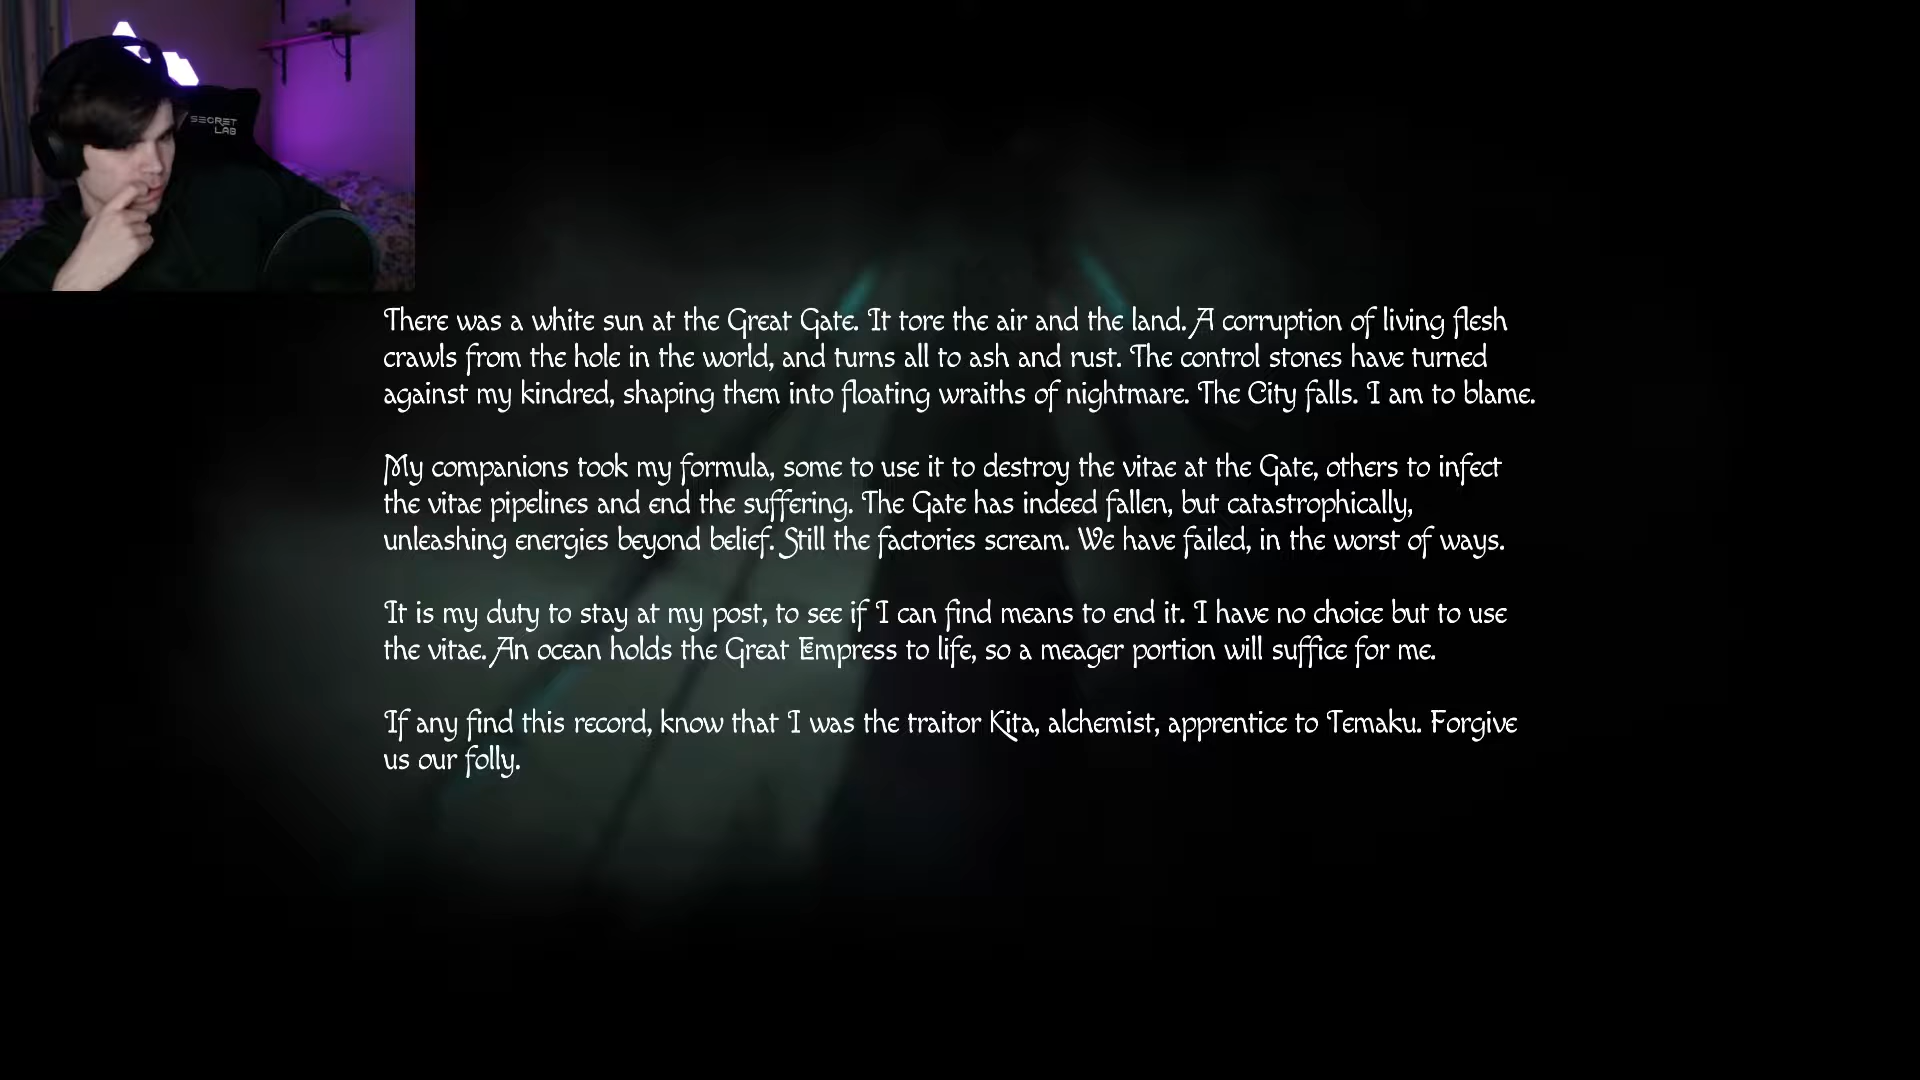 SECRET
LAB
There was a white sun at the Great Gate. It tore the air and the land. A corruption of living flesh
crawls from the hole in the world, and turns all to ash and rust. The control stones have turned
against my kindred, shaping them into floating wraiths of nightmare. The City falls. I am to blame.
My companions took my formula, some to use it to destroy the vitae at the Gate, others to infect
the vitae pipelines and end the suffering. The Gate has indeed fallen, but catastrophically,
unleashing energies beyond belief. Still the factories scream. We have failed, in the worst of ways.
It is my duty to stay at my post, to see if I can find means to end it. I have no choice but to use
the vitae. An ocean holds the Great Empress to life, so a meager portion will suffice for me.
If any find this record, know that I was the traitor Kita, alchemist, apprentice to Temaku. Forgive
us our folly.